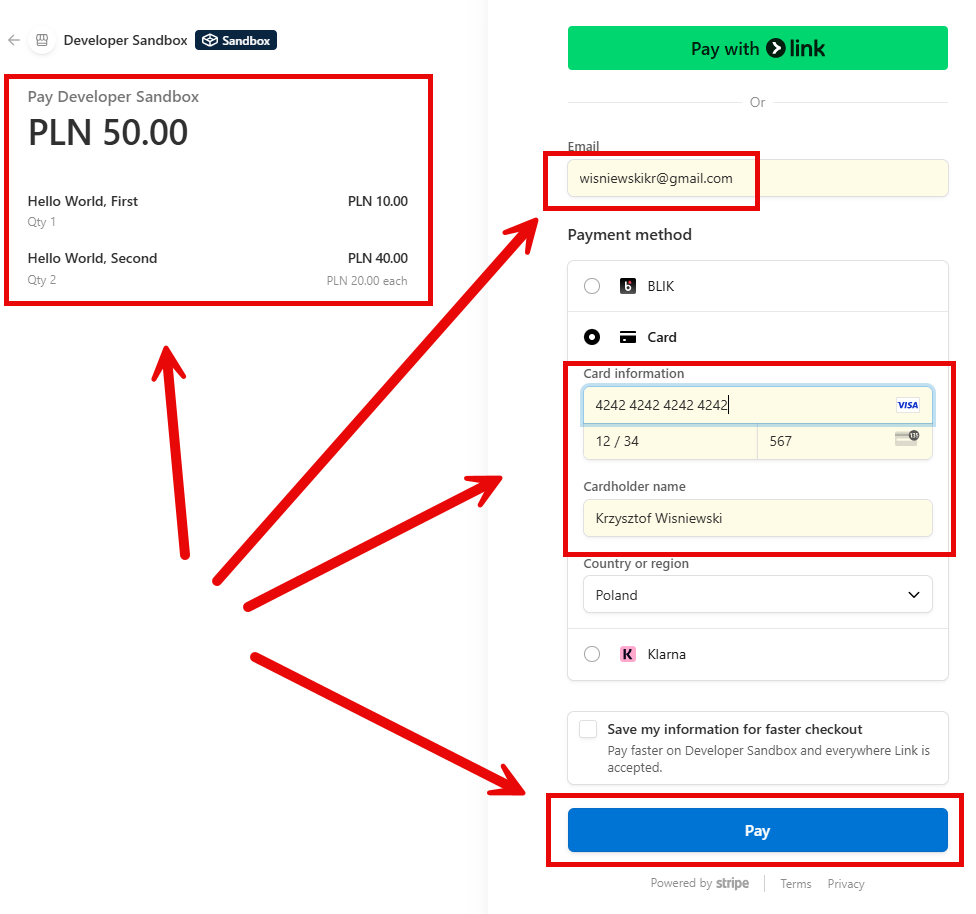 Developer Sandbox Sandbox
Pay Developer Sandbox
PLN 50.00
Hello World, First PLN 10.00
Qty 1
Hello World, Second PLN 40.00
Qty 2 PLN 20.00 each
Pay with link
Or
Email
wisniewskikr@gmail.com
Payment method
BLIK
Card
Card information
4242 4242 4242 4242 VISA
12 / 34 567
Cardholder name
Krzysztof Wisniewski
Country or region
Poland
K Klarna
Save my information for faster checkout
Pay faster on Developer Sandbox and everywhere Link is
accepted.
Pay
Powered by stripe Terms Privacy